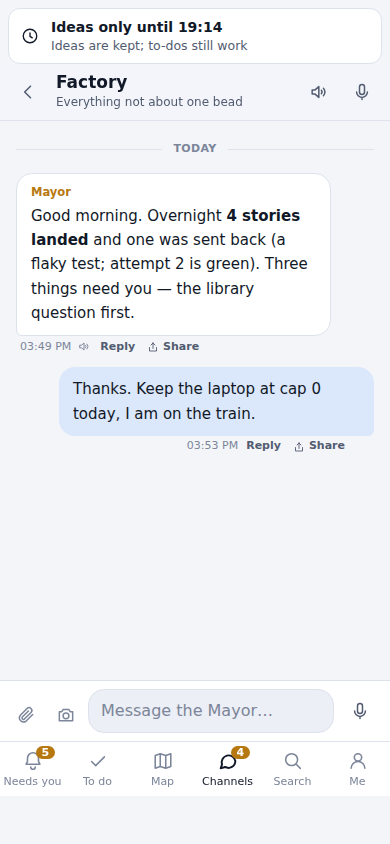 Ideas only until 19:14
Ideas are kept; to-dos still work
Factory
Everything not about one bead
TODAY
Mayor
Good morning. Overnight 4 stories
landed and one was sent back (a
flaky test; attempt 2 is green). Three
things need you — the library
question first.
03:49 PM Reply Share
Thanks. Keep the laptop at cap 0
today, I am on the train.
03:53 PM Reply Share
Message the Mayor…
5 4
Needs you To do Map Channels Search Me